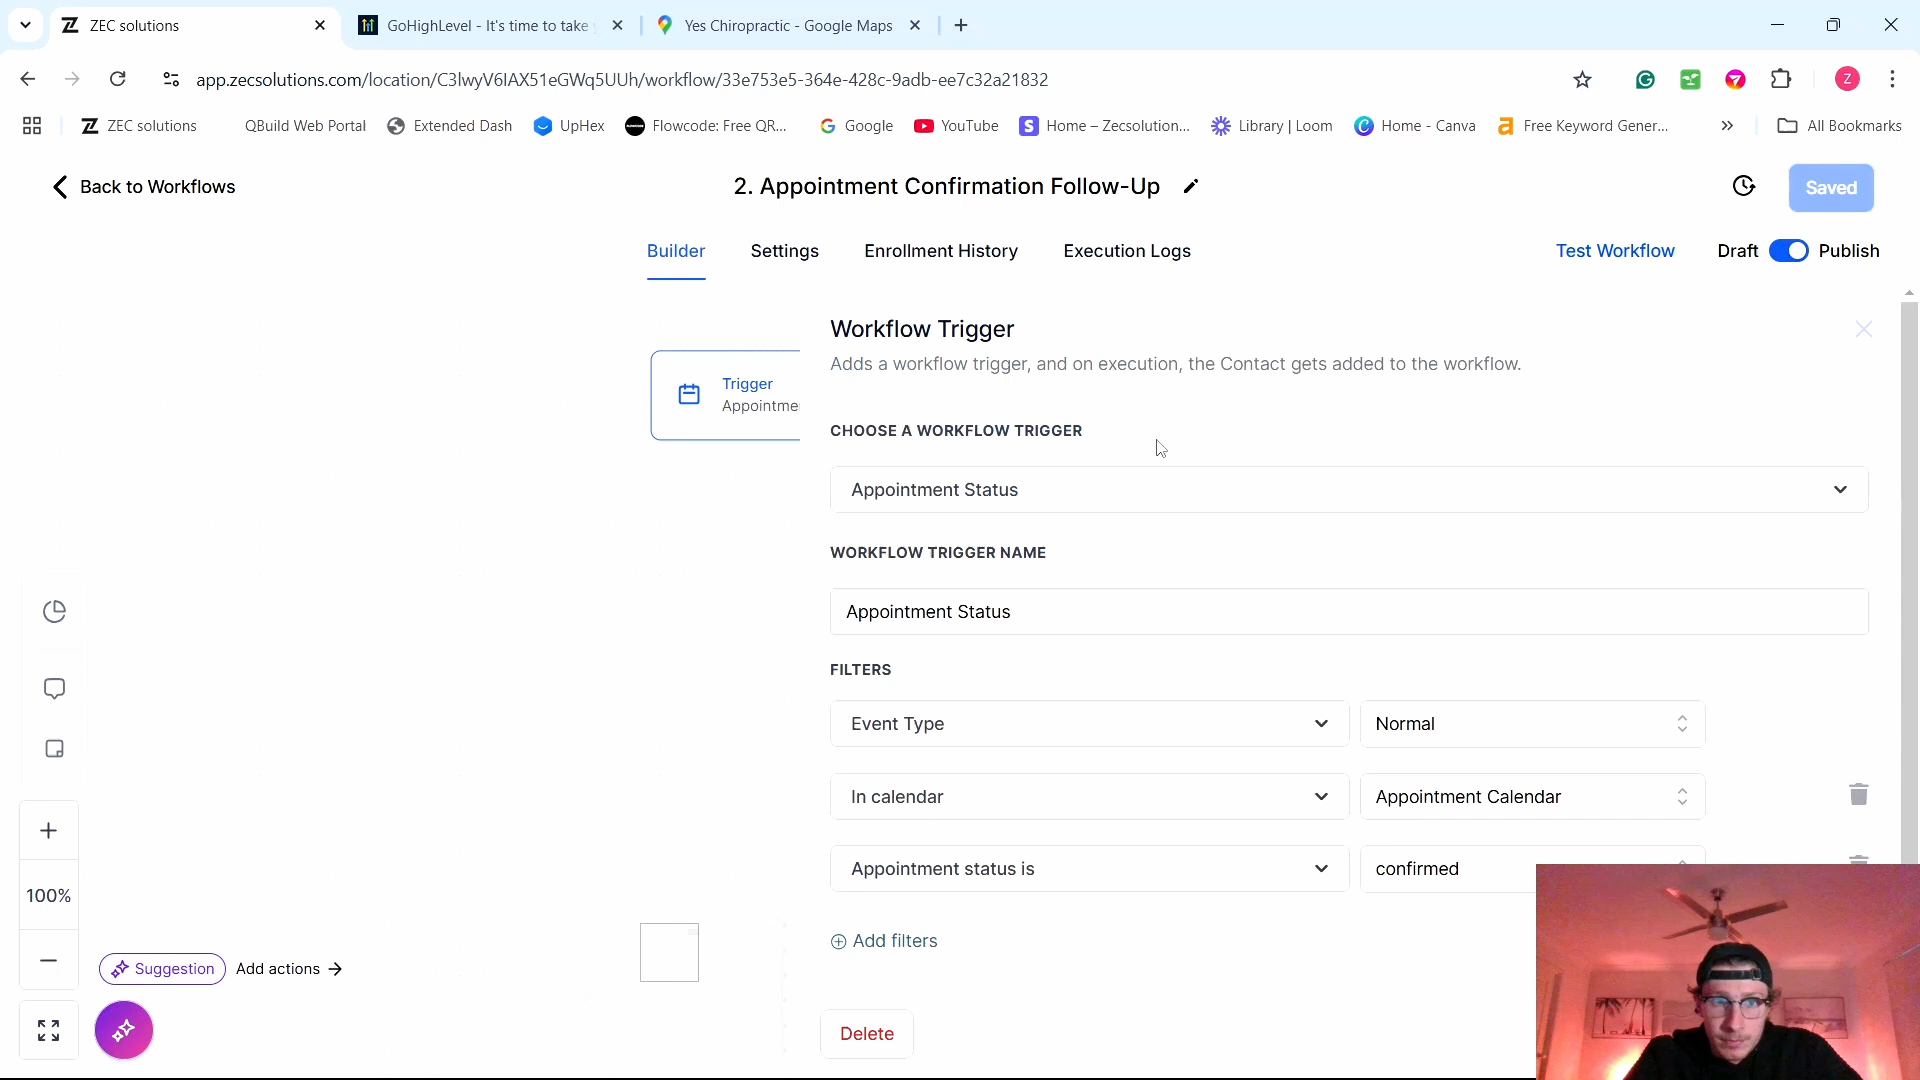 ZEC solutions
GoHighLevel - It's time to take
Yes Chiropractic - Google Maps
app.zecsolutions.com/location/C3lwyV6IAX51eGWq5UUh/workflow/33e753e5-364e-428c-9adb-ee7c32a21832
Z
ZEC solutions
QBuild Web Portal
Extended Dash
UpHex
Flowcode: Free QR...
Google
YouTube
Home – Zecsolution...
Library | Loom
Home - Canva
Free Keyword Gener...
All Bookmarks
Back to Workflows
2. Appointment Confirmation Follow-Up
Saved
Builder
Settings
Enrollment History
Execution Logs
Test Workflow
Draft
Publish
Workflow Trigger
Adds a workflow trigger, and on execution, the Contact gets added to the workflow.
Trigger
Appointme
CHOOSE A WORKFLOW TRIGGER
Appointment Status
WORKFLOW TRIGGER NAME
Appointment Status
FILTERS
Event Type
Normal
In calendar
Appointment Calendar
Appointment status is
confirmed
Add filters
100%
Suggestion
Add actions →
Delete